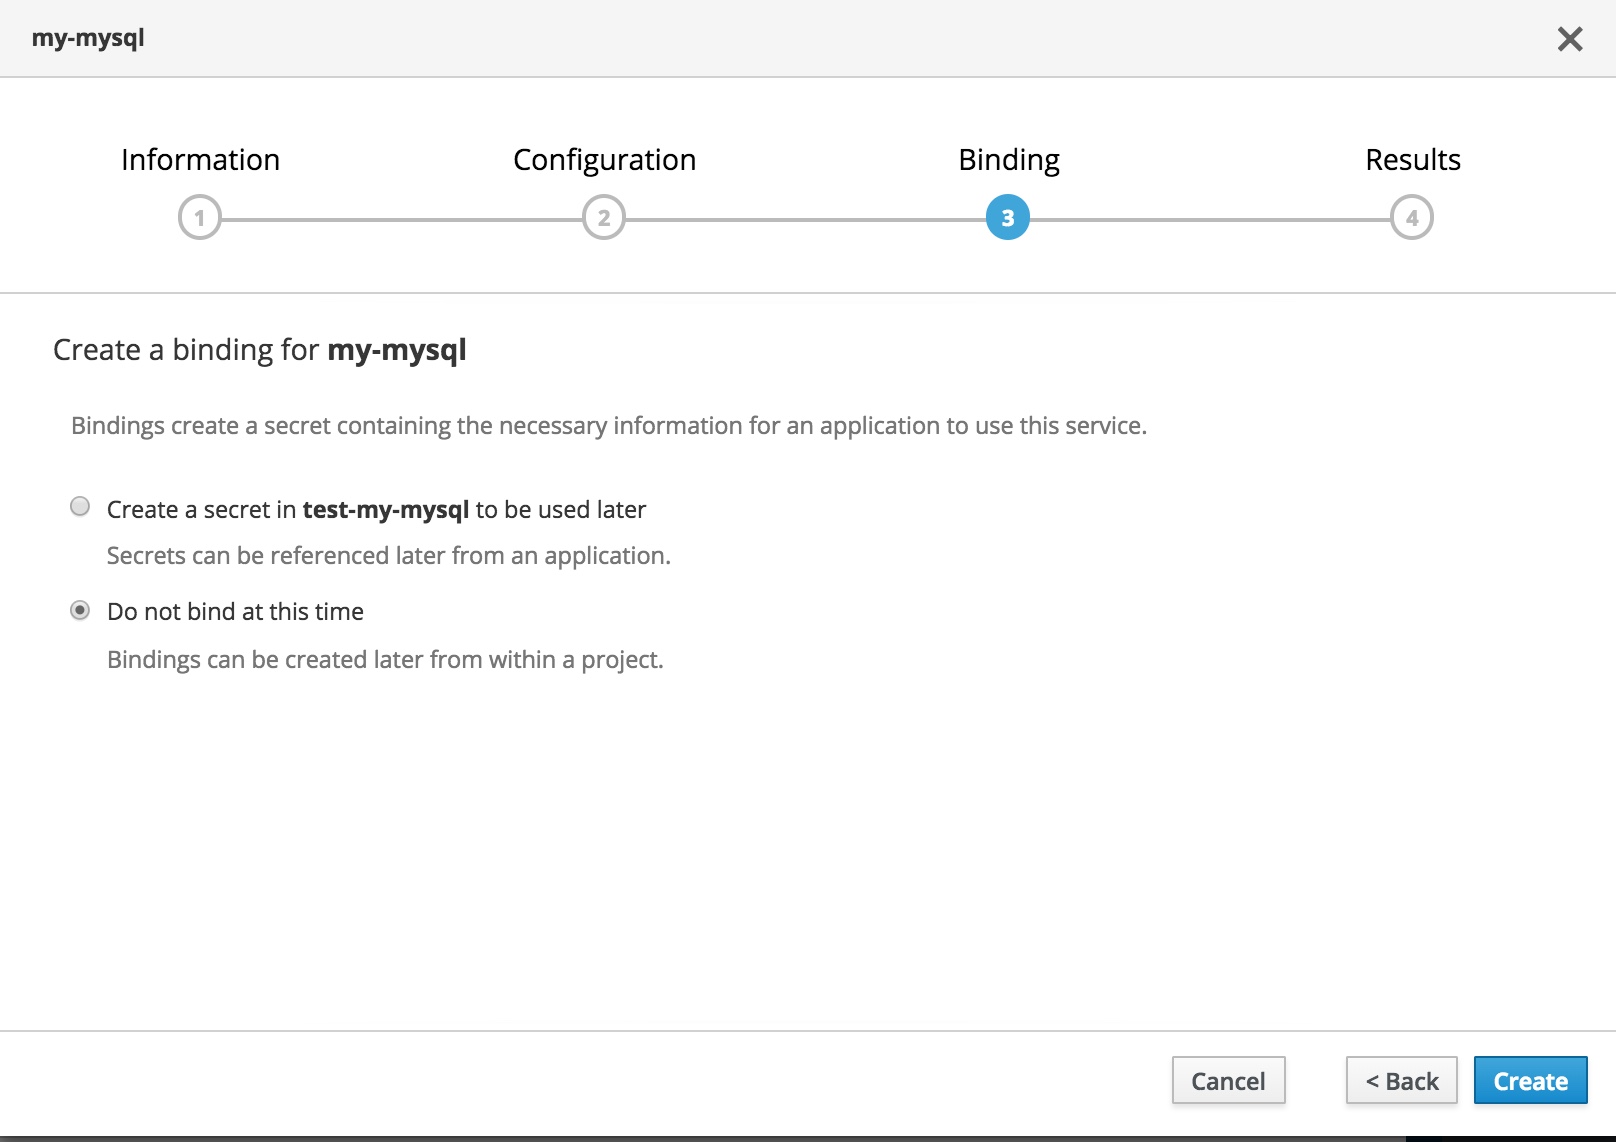 my-mysql
Information
Configuration
Binding
Results
1
2
3
4
Create a binding for my-mysql
Bindings create a secret containing the necessary information for an application to use this service.
Create a secret in test-my-mysql to be used later
Secrets can be referenced later from an application.
Do not bind at this time
Bindings can be created later from within a project.
Cancel
< Back
Create